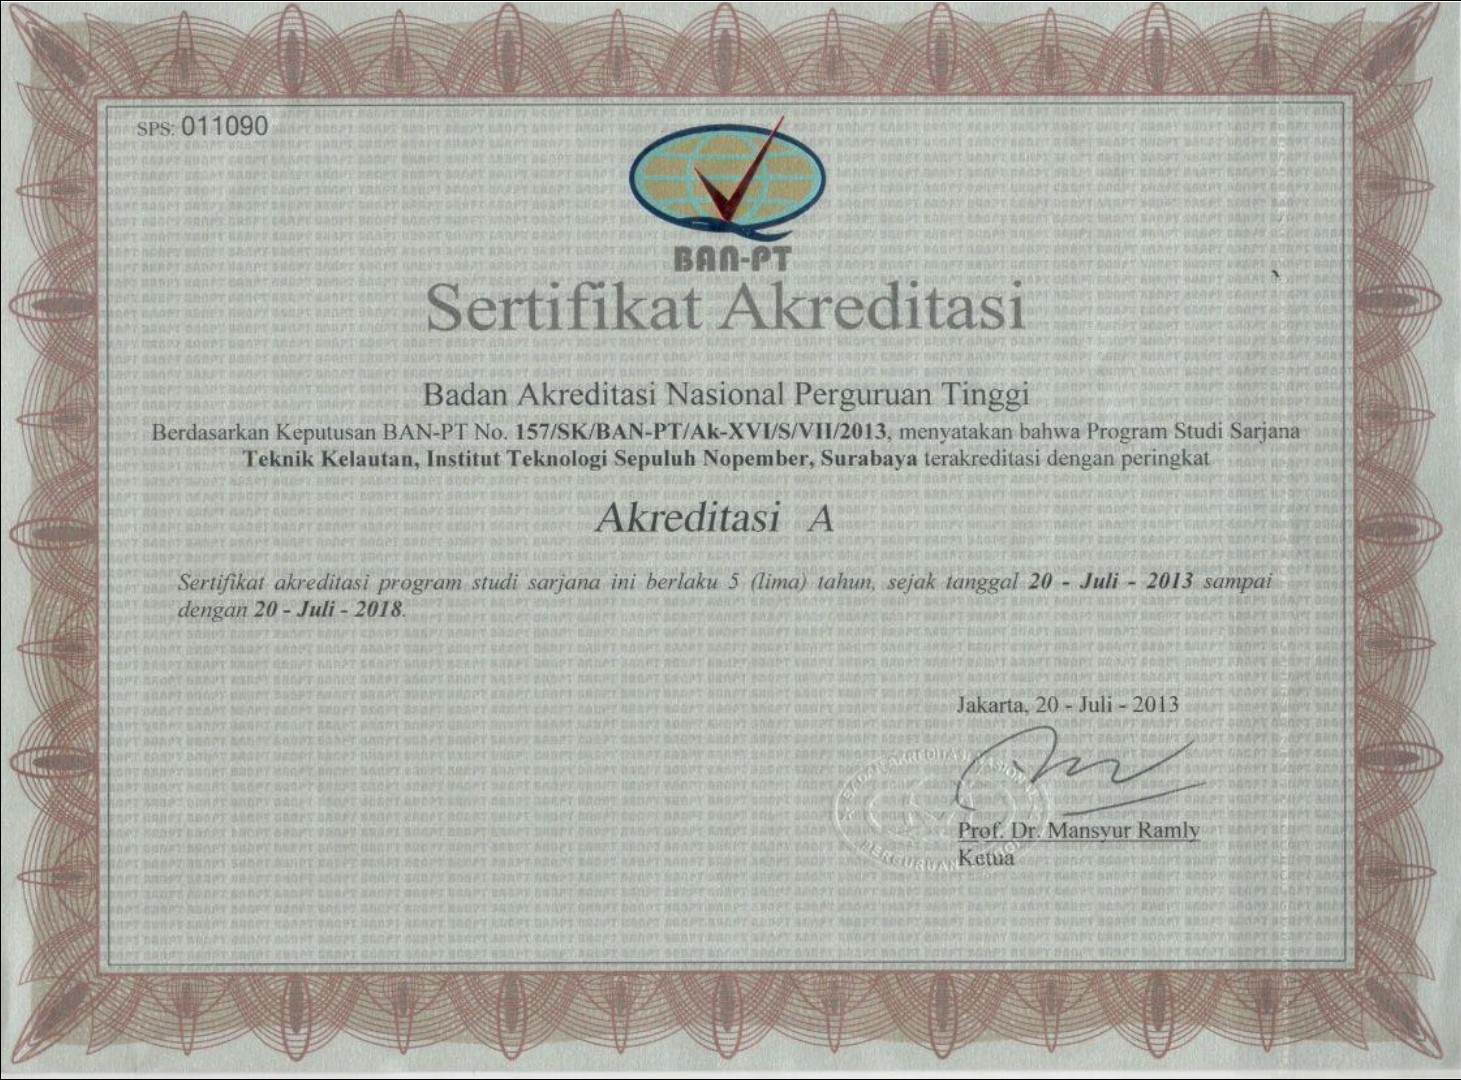 SPS: 011090
BAN-PT
Sertifikat Akreditasi
Badan Akreditasi Nasional Perguruan Tinggi
Berdasarkan Keputusan BAN-PT No. 157/SK/BAN-PT/Ak-XVI/S/VII/2013, menyatakan bahwa Program Studi Sarjana
Teknik Kelautan, Institut Teknologi Sepuluh Nopember, Surabaya terakreditasi dengan peringkat
Akreditasi A
Sertifikat akreditasi program studi sarjana ini berlaku 5 (lima) tahun, sejak tanggal 20 - Juli - 2013 sampai
dengan 20 - Juli - 2018.
Jakarta, 20 - Juli - 2013
Prof. Dr. Mansyur Ramly
Ketua